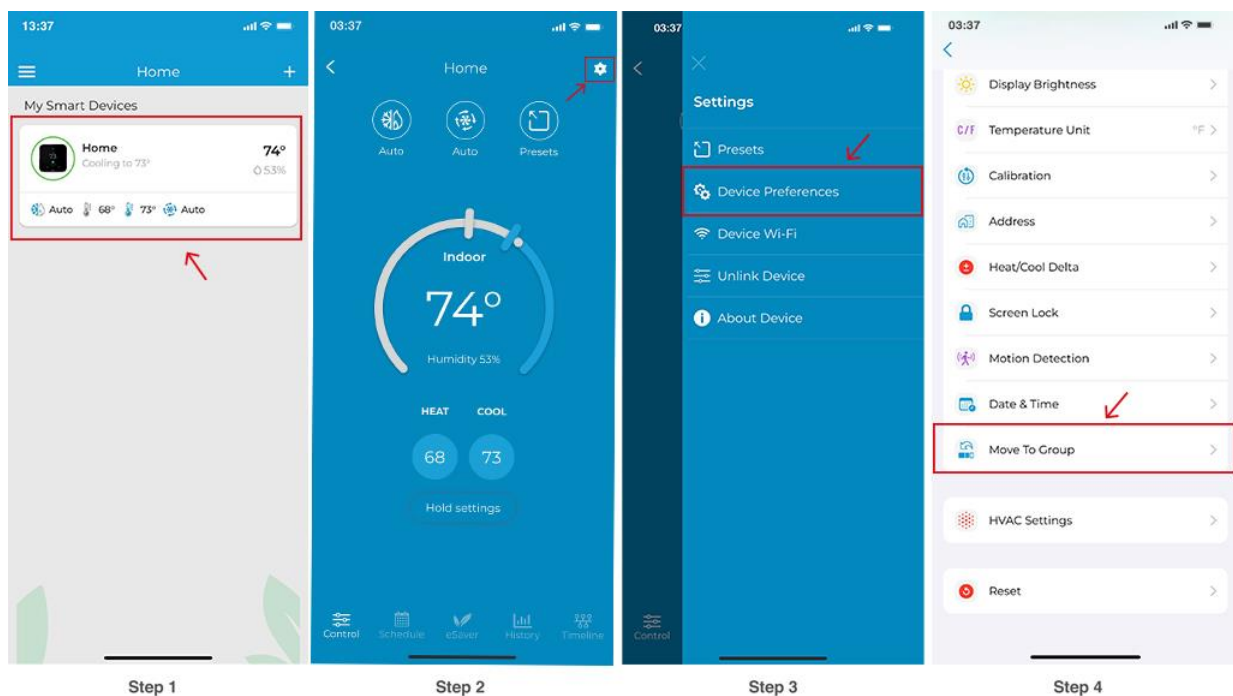 13:37
Home
My Smart Devices
Home
Cooling to 73°
74°
53%
Auto 68° 73° Auto
Step 1
03:37
Home
Auto Auto Presets
Indoor
74°
Humidity 53%
HEAT COOL
68 73
Hold settings
Control Schedule eSaver History Timeline
Step 2
03:37
Settings
Presets
Device Preferences
Device Wi-Fi
Unlink Device
About Device
Control
Step 3
03:37
Display Brightness
C/F Temperature Unit °F
Calibration
Address
Heat/Cool Delta
Screen Lock
Motion Detection
Date & Time
Move To Group
HVAC Settings
Reset
Step 4